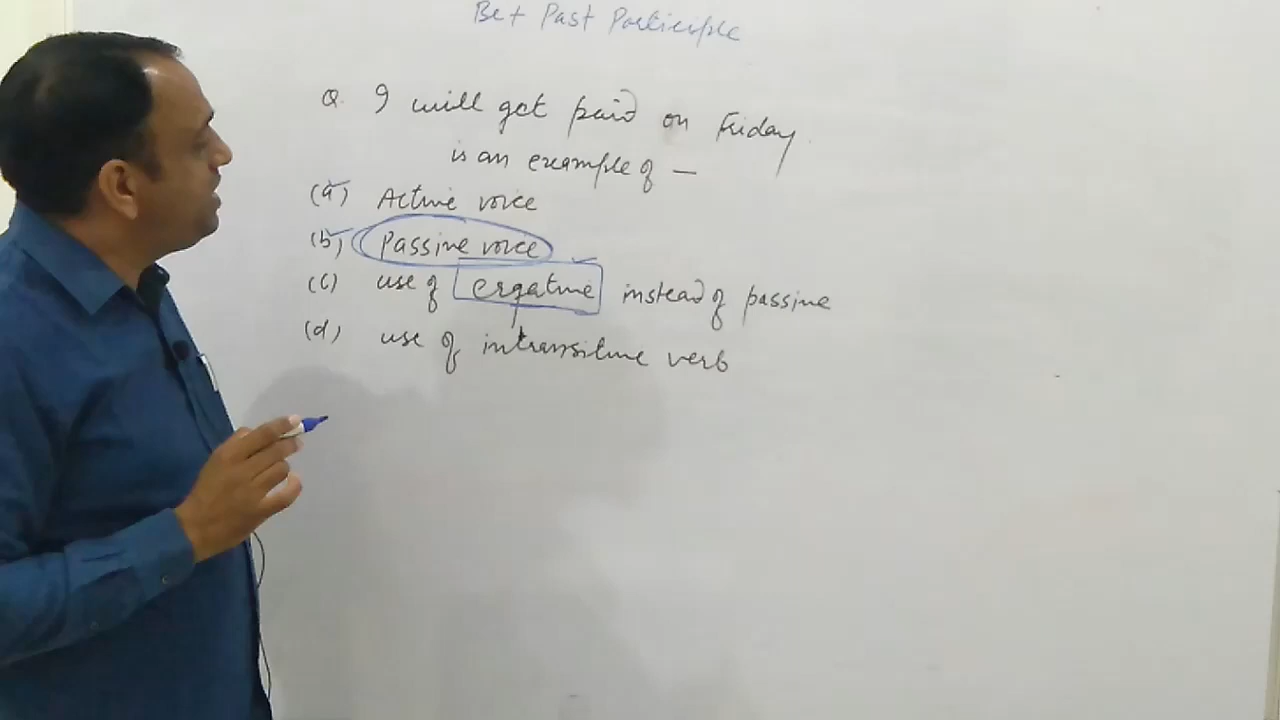 Be + Past Participle
Q. I will get paid on Friday
is an example of —
(a) Active voice
(b) Passive voice
(c) use of ergative instead of passive
(d) use of intransitive verb